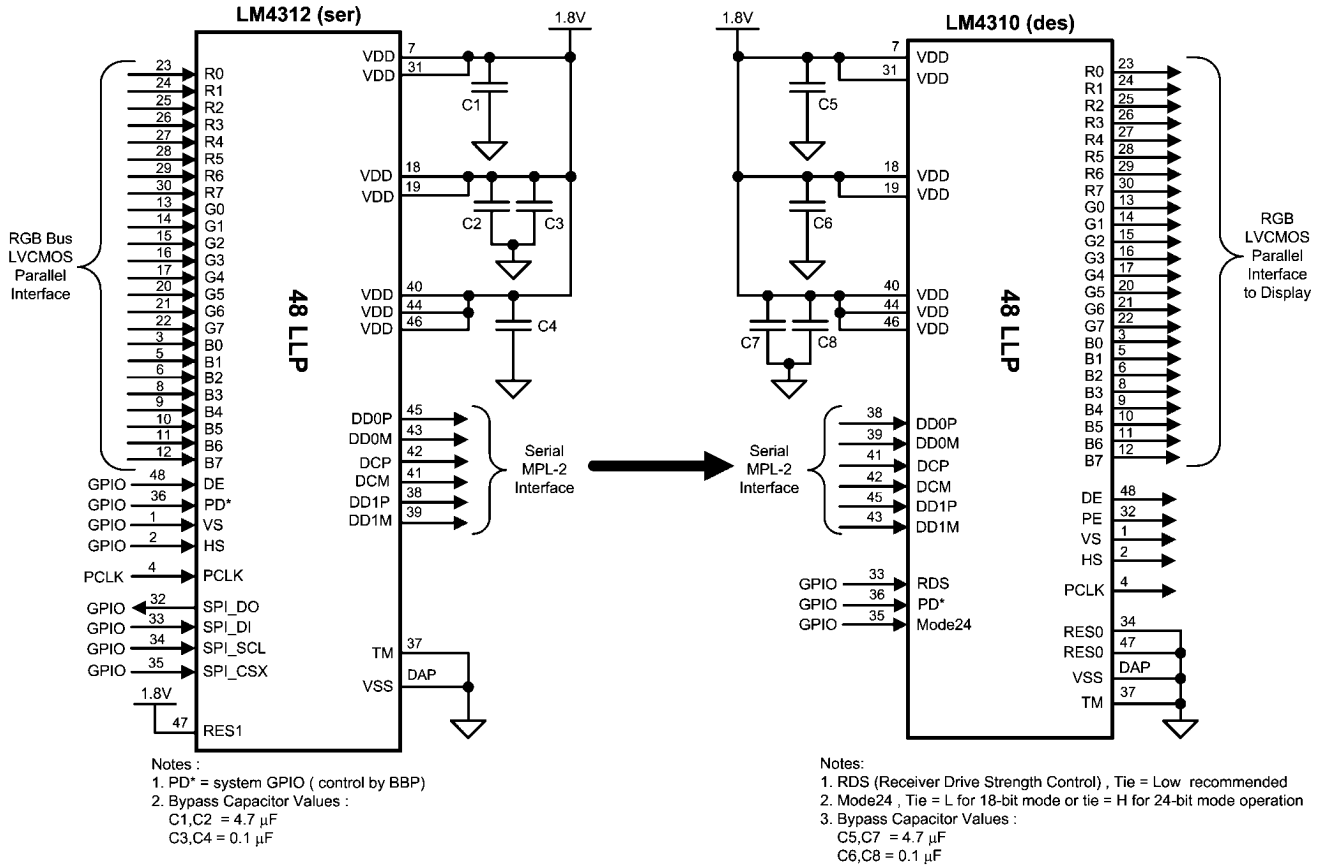 LM4312 (ser)
1.8V
1.8V
LM4310 (des)
RGB Bus
LVCMOS
Parallel
Interface
23 R0
24 R1
25 R2
26 R3
27 R4
28 R5
29 R6
30 R7
13 G0
14 G1
15 G2
16 G3
17 G4
20 G5
21 G6
22 G7
3 B0
5 B1
6 B2
8 B3
9 B4
10 B5
11 B6
12 B7
GPIO 48 DE
GPIO 36 PD*
GPIO 1 VS
GPIO 2 HS
PCLK 4 PCLK
GPIO 32 SPI_DO
GPIO 33 SPI_DI
GPIO 34 SPI_SCL
GPIO 35 SPI_CSX
1.8V
47 RES1
48 LLP
VDD 7
VDD 31
C1
VDD 18
VDD 19
C2
C3
VDD 40
VDD 44
VDD 46
C4
DD0P 45
DD0M 43
DCP 42
DCM 41
DD1P 38
DD1M 39
Serial
MPL-2
Interface
TM 37
VSS DAP
Notes :
1. PD* = system GPIO ( control by BBP)
2. Bypass Capacitor Values :
C1,C2 = 4.7 µF
C3,C4 = 0.1 µF
7 VDD
31 VDD
C5
18 VDD
19 VDD
C6
40 VDD
44 VDD
46 VDD
C7
C8
Serial
MPL-2
Interface
38 DD0P
39 DD0M
41 DCP
42 DCM
45 DD1P
43 DD1M
GPIO 33 RDS
GPIO 36 PD*
GPIO 35 Mode24
48 LLP
R0 23
R1 24
R2 25
R3 26
R4 27
R5 28
R6 29
R7 30
G0 13
G1 14
G2 15
G3 16
G4 17
G5 20
G6 21
G7 22
B0 3
B1 5
B2 6
B3 8
B4 9
B5 10
B6 11
B7 12
RGB
LVCMOS
Parallel
Interface
to Display
DE 48
PE 32
VS 1
HS 2
PCLK 4
RES0 34
RES0 47
VSS DAP
TM 37
Notes:
1. RDS (Receiver Drive Strength Control) , Tie = Low recommended
2. Mode24 , Tie = L for 18-bit mode or tie = H for 24-bit mode operation
3. Bypass Capacitor Values :
C5,C7 = 4.7 µF
C6,C8 = 0.1 µF